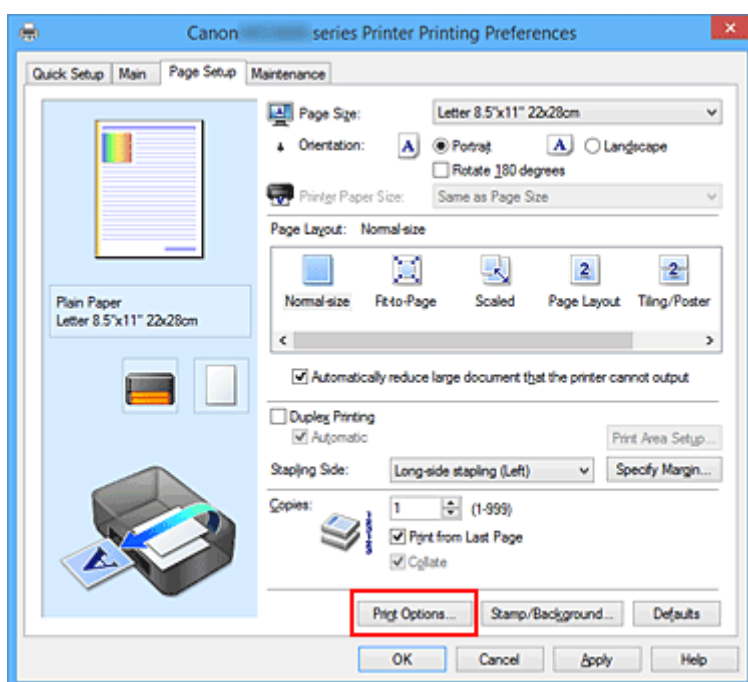 Canon series Printer Printing Preferences
Quick Setup Main Page Setup Maintenance
Page Size: Letter 8.5"x11" 22x28cm
Orientation: A Portrait A Landscape
Rotate 180 degrees
Printer Paper Size: Same as Page Size
Page Layout: Normal-size
2 2
Normal-size Fit-to-Page Scaled Page Layout Tiling/Poster
Plain Paper
Letter 8.5"x11" 22x28cm
Automatically reduce large document that the printer cannot output
Duplex Printing
Automatic
Print Area Setup...
Stapling Side: Long-side stapling (Left) Specify Margin...
Copies: 1 (1-999)
Print from Last Page
Collate
A
Print Options... Stamp/Background... Defaults
OK Cancel Apply Help